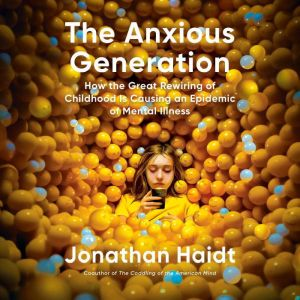 The Anxious
Generation
How the Great Rewiring of
Childhood Is Causing an Epidemic
of Mental Illness
Jonathan Haidt
Coauthor of The Coddling of the American Mind